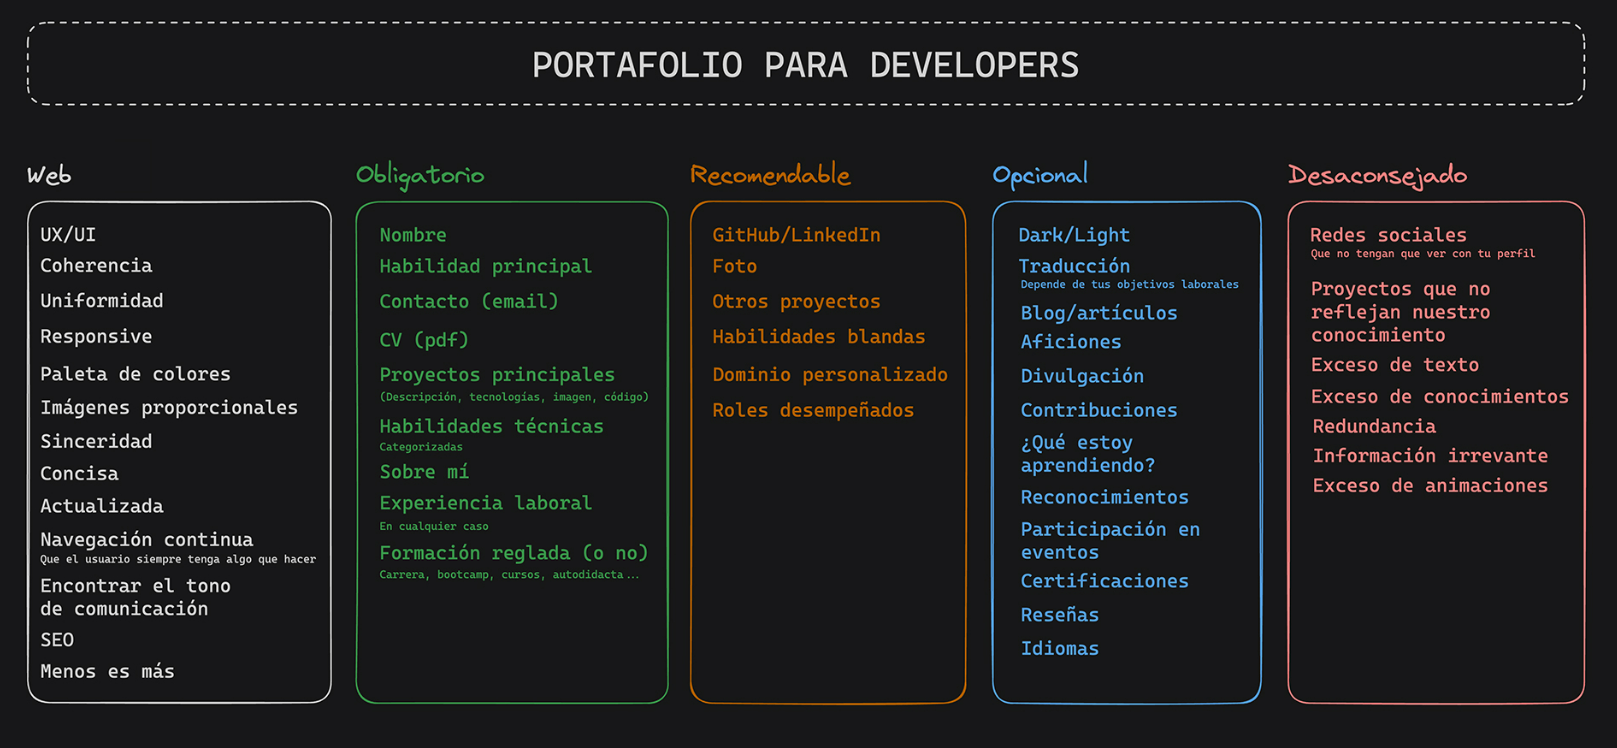 PORTAFOLIO PARA DEVELOPERS
Web
UX/UI
Coherencia
Uniformidad
Responsive
Paleta de colores
Imágenes proporcionales
Sinceridad
Concisa
Actualizada
Navegación continua
Que el usuario siempre tenga algo que hacer
Encontrar el tono
de comunicación
SEO
Menos es más
Obligatorio
Nombre
Habilidad principal
Contacto (email)
CV (pdf)
Proyectos principales
(Descripción, tecnologías, imagen, código)
Habilidades técnicas
Categorizadas
Sobre mí
Experiencia laboral
En cualquier caso
Formación reglada (o no)
Carrera, bootcamp, cursos, autodidacta...
Recomendable
GitHub/LinkedIn
Foto
Otros proyectos
Habilidades blandas
Dominio personalizado
Roles desempeñados
Opcional
Dark/Light
Traducción
Depende de tus objetivos laborales
Blog/artículos
Aficiones
Divulgación
Contribuciones
¿Qué estoy
aprendiendo?
Reconocimientos
Participación en
eventos
Certificaciones
Reseñas
Idiomas
Desaconsejado
Redes sociales
Que no tengan que ver con tu perfil
Proyectos que no
reflejan nuestro
conocimiento
Exceso de texto
Exceso de conocimientos
Redundancia
Información irrevante
Exceso de animaciones